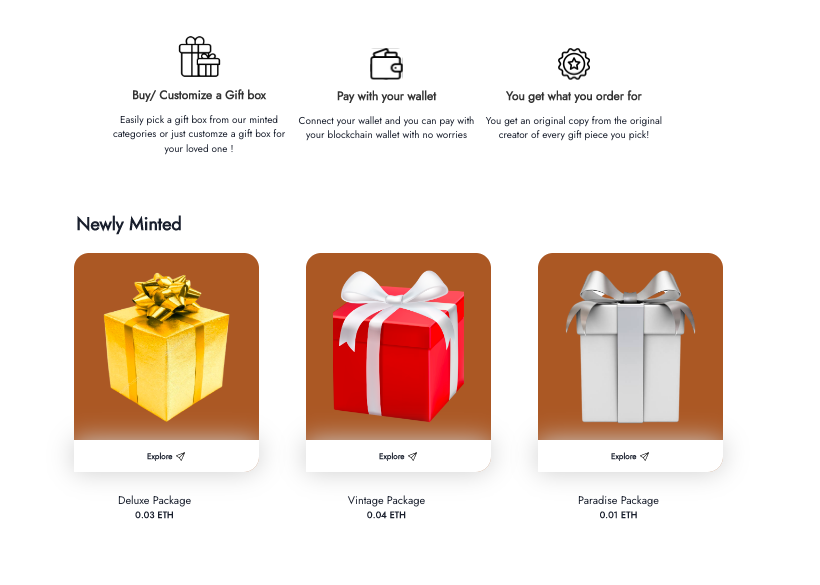 Buy/ Customize a Gift box
Easily pick a gift box from our minted
categories or just customze a gift box for
your loved one !
Pay with your wallet
Connect your wallet and you can pay with
your blockchain wallet with no worries
You get what you order for
You get an original copy from the original
creator of every gift piece you pick!
Newly Minted
Explore
Explore
Explore
Deluxe Package
0.03 ETH
Vintage Package
0.04 ETH
Paradise Package
0.01 ETH